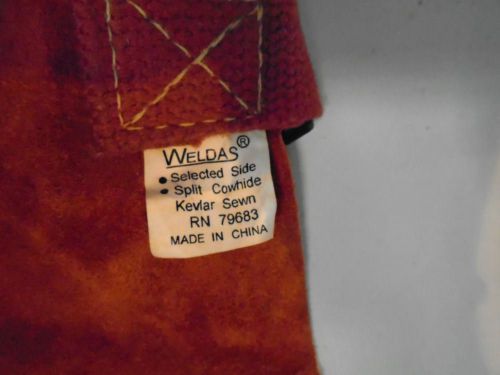 WELDAS®
• Selected Side
• Split Cowhide
Kevlar Sewn
RN 79683
MADE IN CHINA